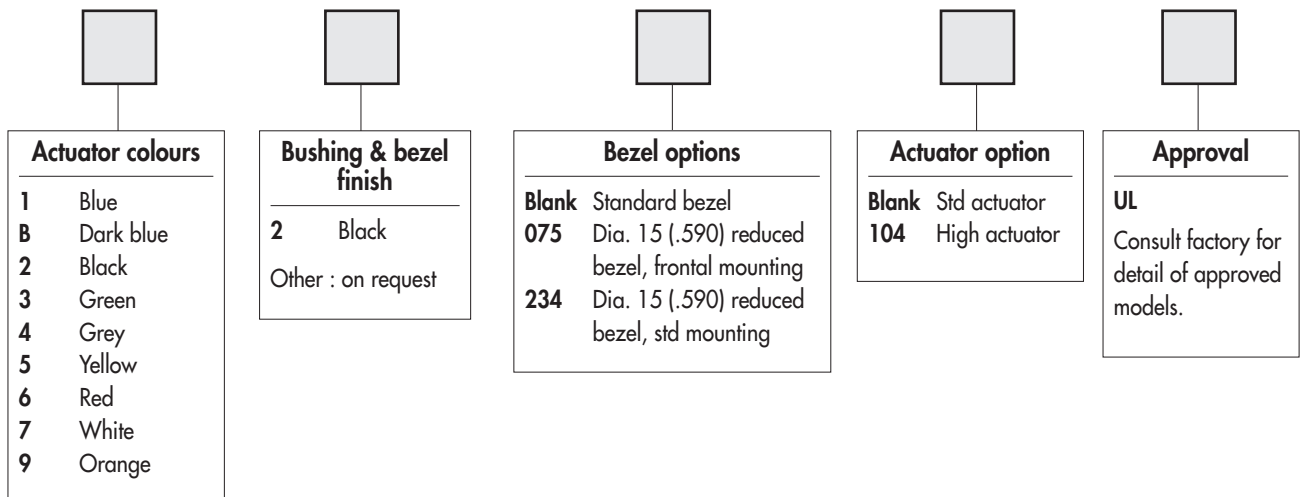 Actuator colours
1 Blue
B Dark blue
2 Black
3 Green
4 Grey
5 Yellow
6 Red
7 White
9 Orange
Bushing & bezel
finish
2 Black
Other : on request
Bezel options
Blank Standard bezel
075 Dia. 15 (.590) reduced
bezel, frontal mounting
234 Dia. 15 (.590) reduced
bezel, std mounting
Actuator option
Blank Std actuator
104 High actuator
Approval
UL
Consult factory for
detail of approved
models.